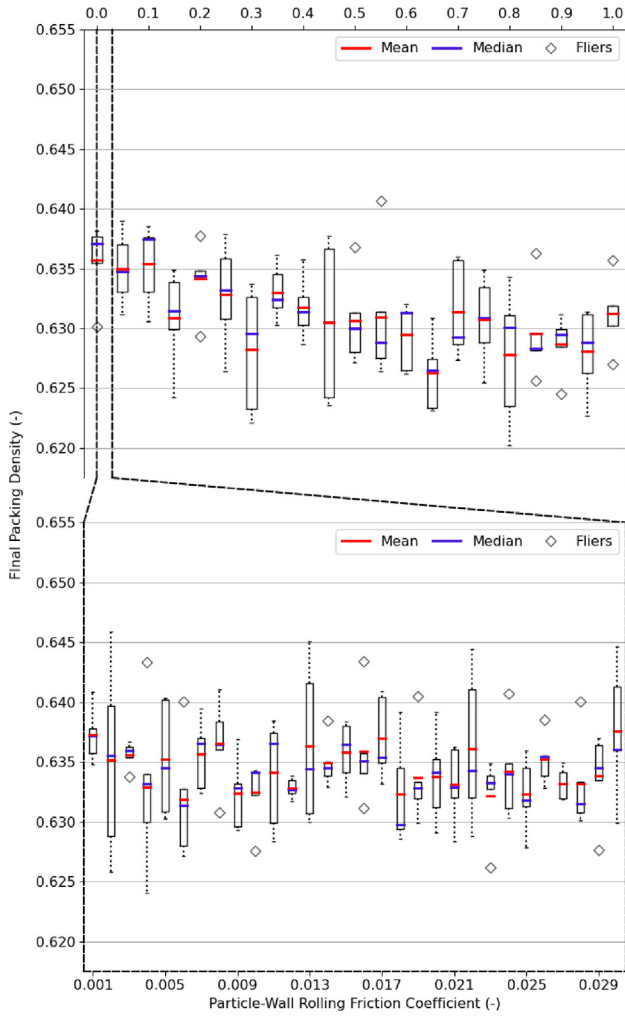 0.0 0.1 0.2 0.3 0.4 0.5 0.6 0.7 0.8 0.9 1.0
0.655
Mean Median Fliers
0.650
0.645
0.640
0.635
0.630
0.625
0.620
FInal Packing Density (-)
0.655
Mean Median Fliers
0.650
0.645
0.640
0.635
0.630
0.625
0.620
0.001 0.005 0.009 0.013 0.017 0.021 0.025 0.029
Particle-Wall Rolling Friction Coefficient (-)